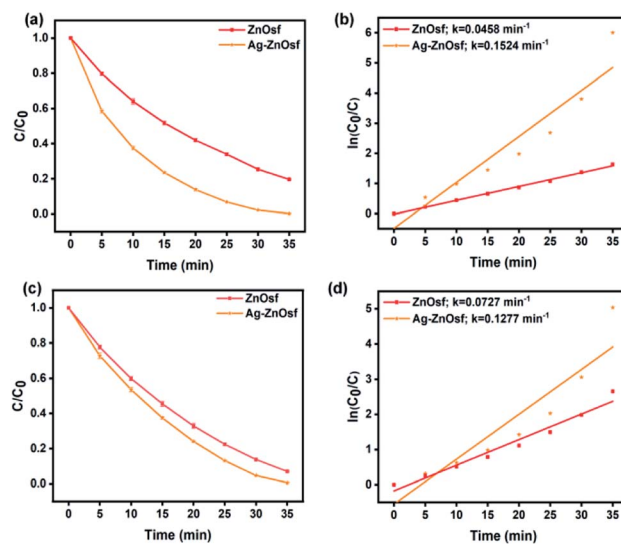 (a)
ZnOsf
Ag-ZnOsf
1.0
0.8
0.6
0.4
0.2
0.0
C/C0
0 5 10 15 20 25 30 35
Time (min)
(b)
ZnOsf; k=0.0458 min-1
Ag-ZnOsf; k=0.1524 min-1
6
5
4
3
2
1
0
ln(C0/C)
0 5 10 15 20 25 30 35
Time (min)
(c)
ZnOsf
Ag-ZnOsf
1.0
0.8
0.6
0.4
0.2
0.0
C/C0
0 5 10 15 20 25 30 35
Time (min)
(d)
ZnOsf; k=0.0727 min-1
Ag-ZnOsf; k=0.1277 min-1
5
4
3
2
1
0
ln(C0/C)
0 5 10 15 20 25 30 35
Time (min)